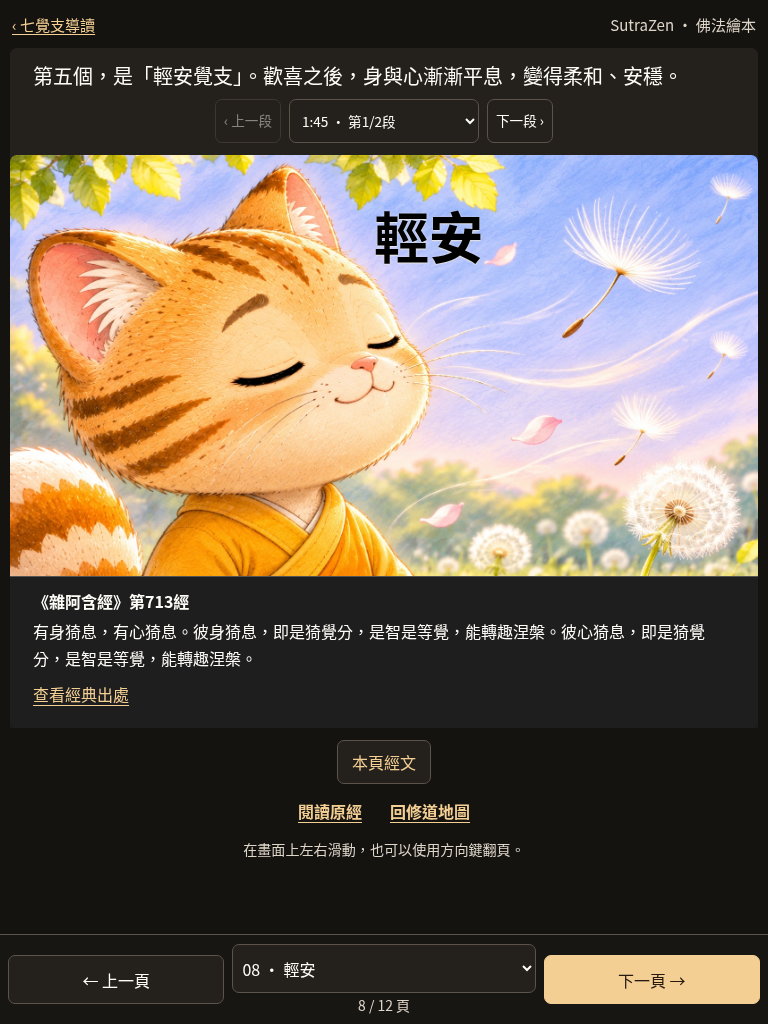 ‹ 七覺支導讀
SutraZen · 佛法繪本
第五個，是「輕安覺支」。歡喜之後，身與心漸漸平息，變得柔和、安穩。
‹ 上一段
1:45 · 第1/2段
下一段 ›
輕安
《雜阿含經》第713經
有身猗息，有心猗息。彼身猗息，即是猗覺分，是智是等覺，能轉趣涅槃。彼心猗息，即是猗覺
分，是智是等覺，能轉趣涅槃。
查看經典出處
本頁經文
閱讀原經
回修道地圖
在畫面上左右滑動，也可以使用方向鍵翻頁。
← 上一頁
08 · 輕安
下一頁 →
8 / 12 頁